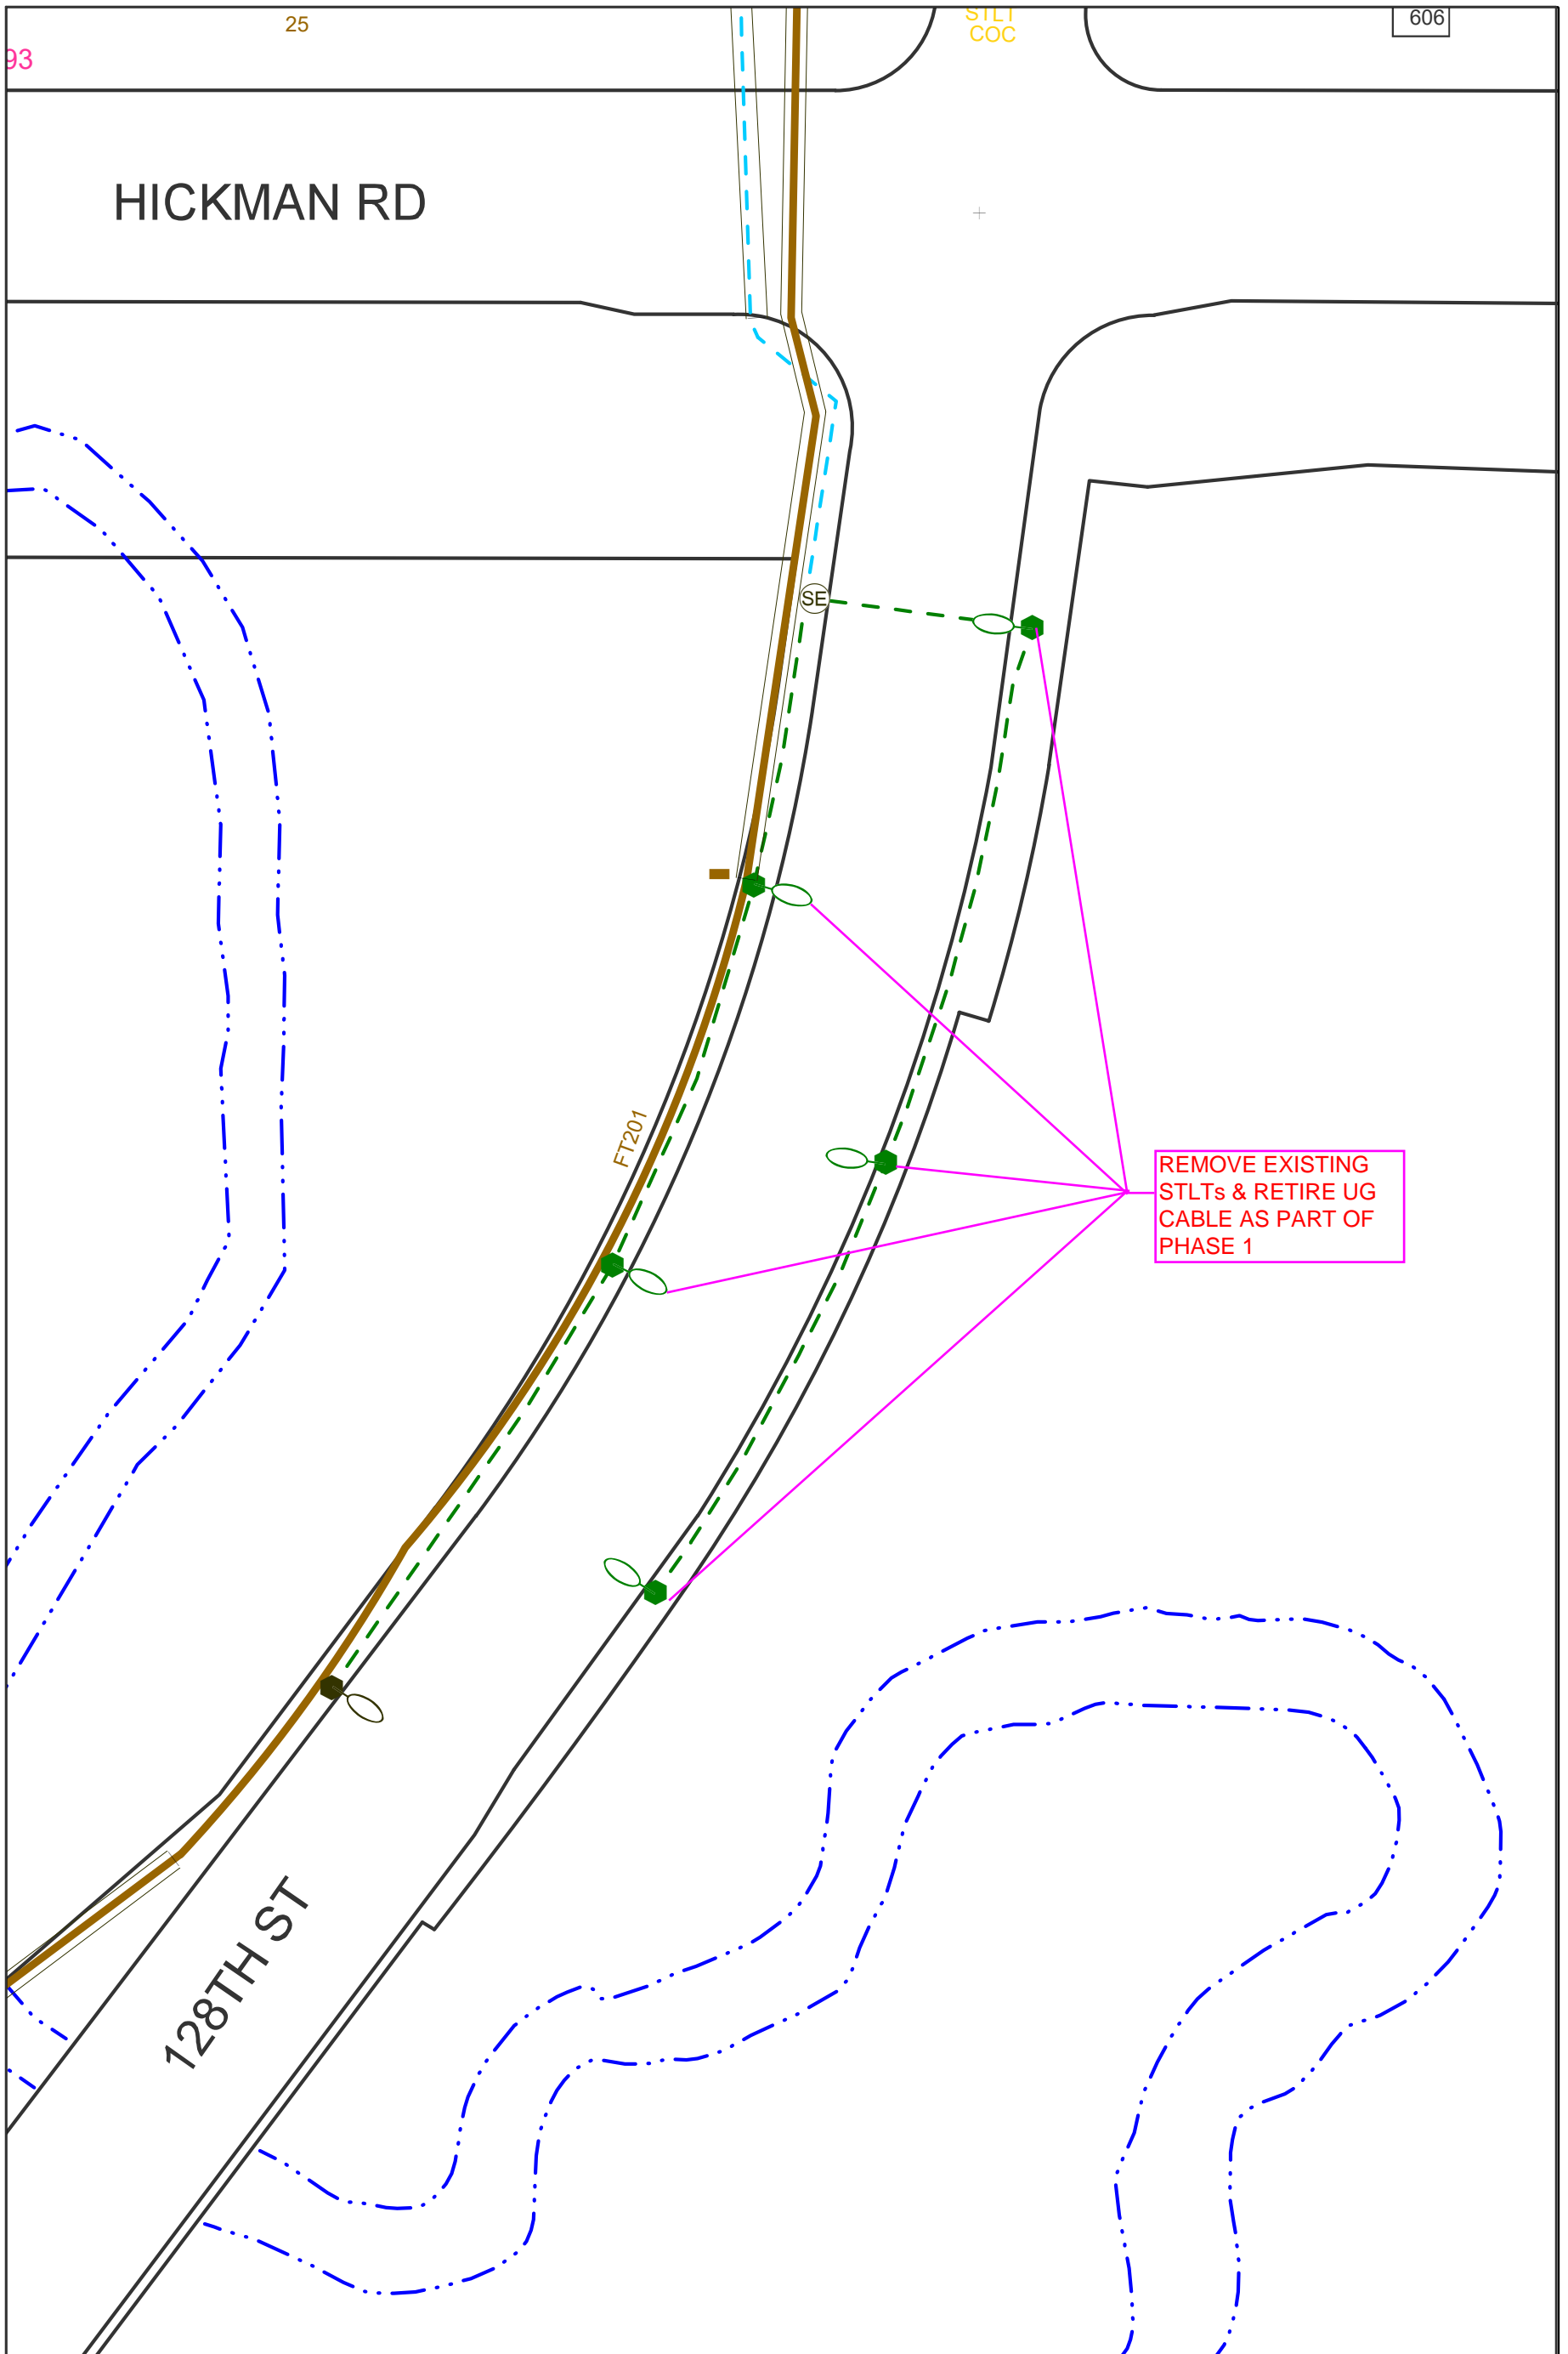 STLT
COC
25
606
93
HICKMAN RD
SE
FT201
REMOVE EXISTING
STLTs & RETIRE UG
CABLE AS PART OF
PHASE 1
128TH ST